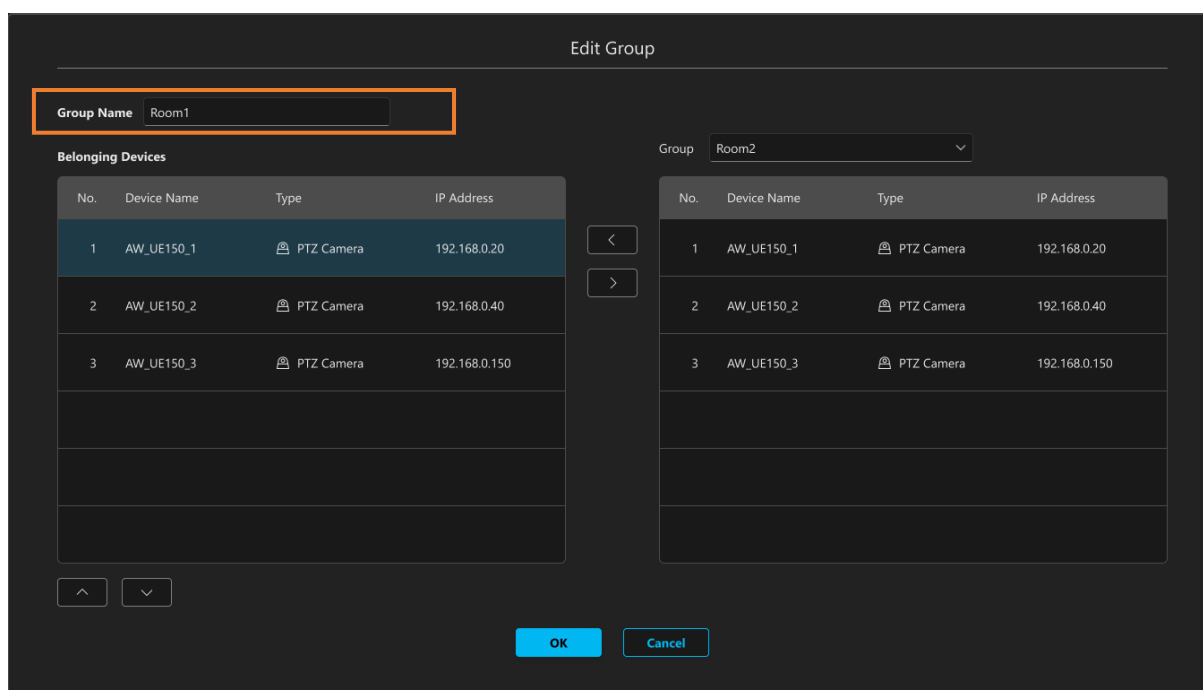 Edit Group
Group Name Room1
Belonging Devices
Group Room2
No. Device Name Type IP Address
1 AW_UE150_1 PTZ Camera 192.168.0.20
2 AW_UE150_2 PTZ Camera 192.168.0.40
3 AW_UE150_3 PTZ Camera 192.168.0.150
No. Device Name Type IP Address
1 AW_UE150_1 PTZ Camera 192.168.0.20
2 AW_UE150_2 PTZ Camera 192.168.0.40
3 AW_UE150_3 PTZ Camera 192.168.0.150
OK Cancel